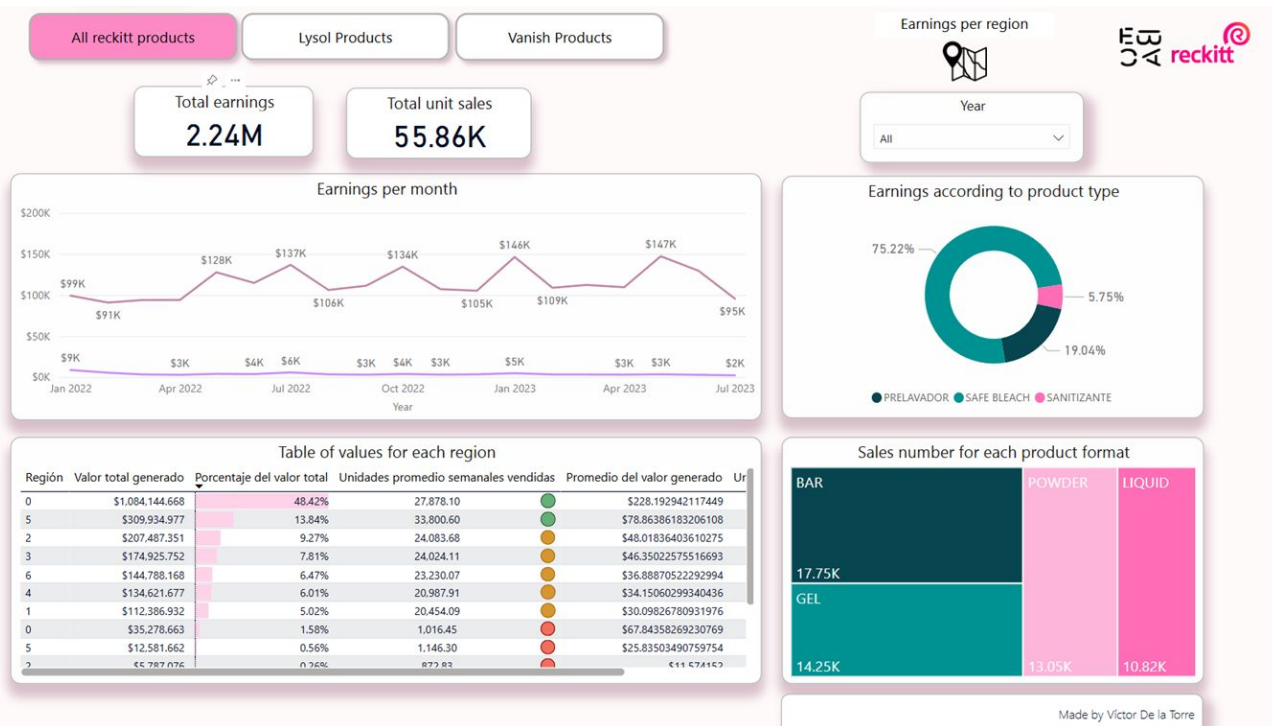 All reckitt products
Lysol Products
Vanish Products
Earnings per region
reckitt
Total earnings
2.24M
Total unit sales
55.86K
Year
All
Earnings per month
$200K
$150K
$100K
$50K
$0K
$99K
$91K
$128K
$137K
$106K
$134K
$105K
$146K
$109K
$147K
$95K
$9K
$3K
$4K
$6K
$3K
$4K
$3K
$5K
$3K
$3K
$2K
Jan 2022
Apr 2022
Jul 2022
Oct 2022
Jan 2023
Apr 2023
Jul 2023
Year
Earnings according to product type
75.22%
5.75%
19.04%
PRELAVADOR SAFE BLEACH SANITIZANTE
Table of values for each region
Región Valor total generado Porcentaje del valor total Unidades promedio semanales vendidas Promedio del valor generado Ur
0 $1,084,144.668 48.42% 27,878.10 $228.192942117449
5 $309,934.977 13.84% 33,800.60 $78.86386183206108
2 $207,487.351 9.27% 24,083.68 $48.01836403610275
3 $174,925.752 7.81% 24,024.11 $46.35022575516693
6 $144,788.168 6.47% 23,230.07 $36.88870522292994
4 $134,621.677 6.01% 20,987.91 $34.15060299340436
1 $112,386.932 5.02% 20,454.09 $30.09826780931976
0 $35,278.663 1.58% 1,016.45 $67.84358269230769
5 $12,581.662 0.56% 1,146.30 $25.83503490759754
2 $5,787.076 0.26% 872.83 $11.574152
Sales number for each product format
BAR
17.75K
GEL
14.25K
POWDER
13.05K
LIQUID
10.82K
Made by Víctor De la Torre